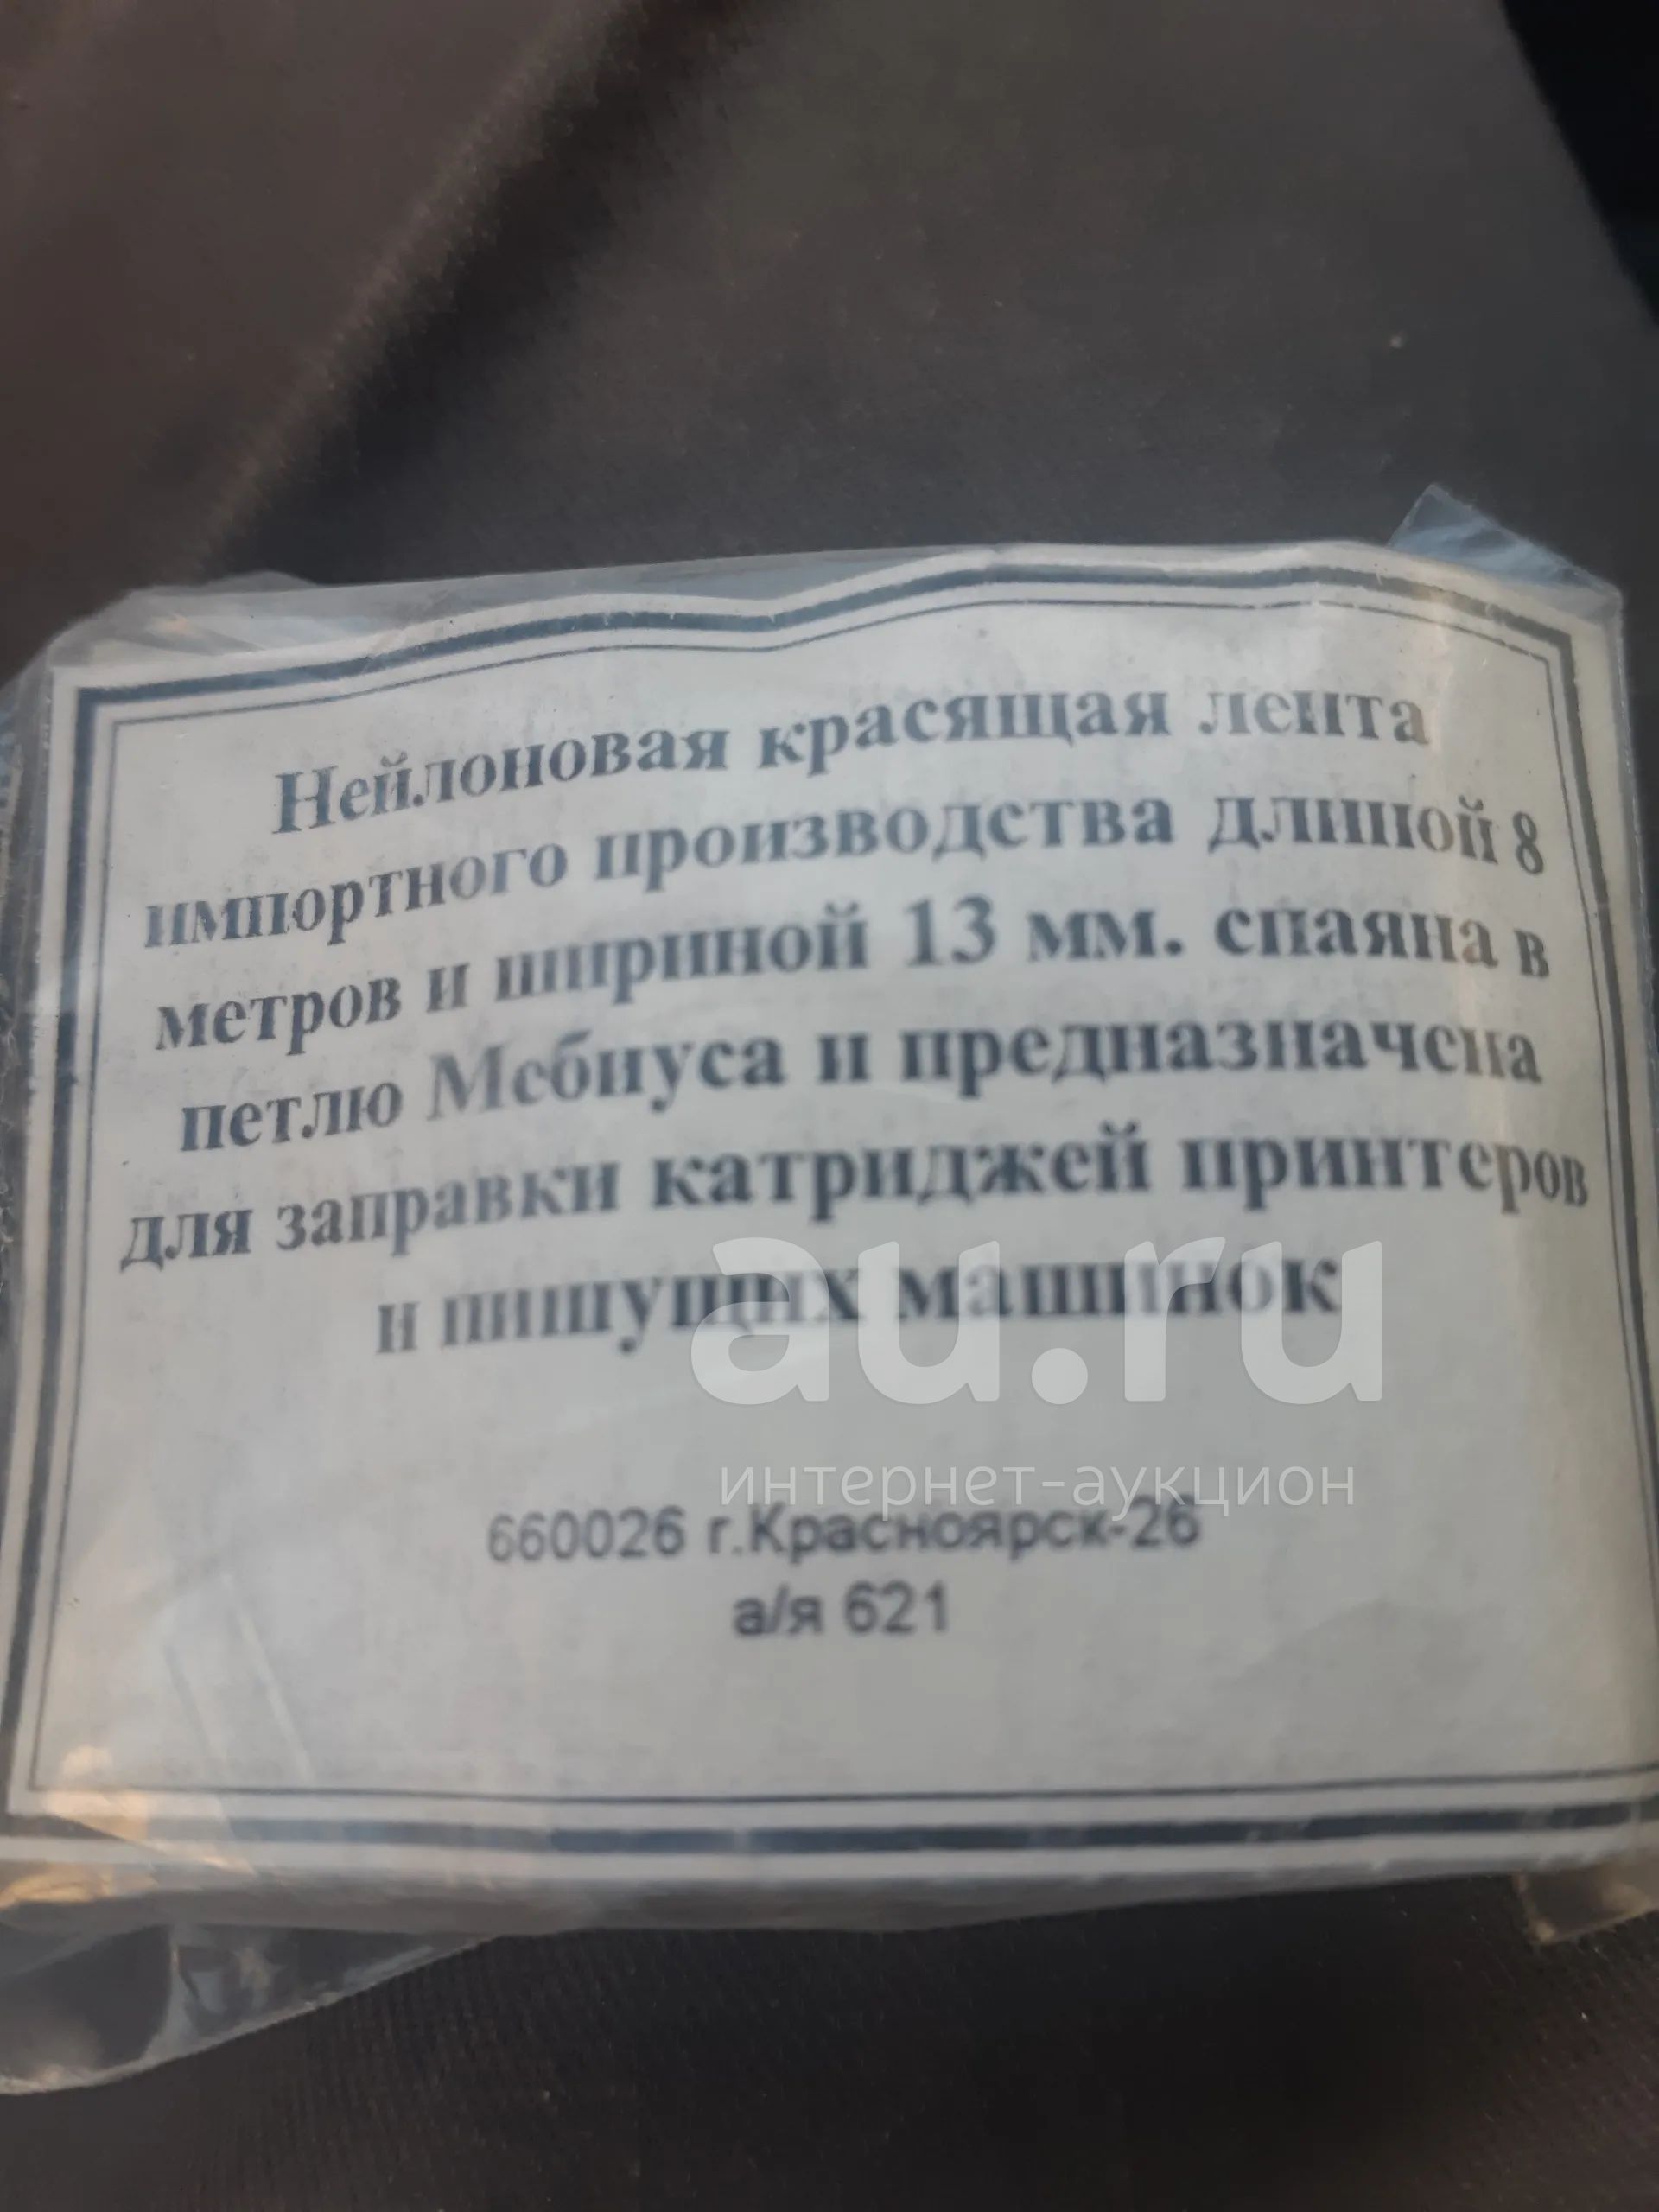 Нейлоновая красящая лента
импортного производства длиной 8
метров и шириной 13 мм. спаяна в
петлю Мебиуса и предназначена
для заправки катриджей принтеров
и пишущих машинок
au.ru
интернет-аукцион
660026 г.Красноярск-26
а/я 621